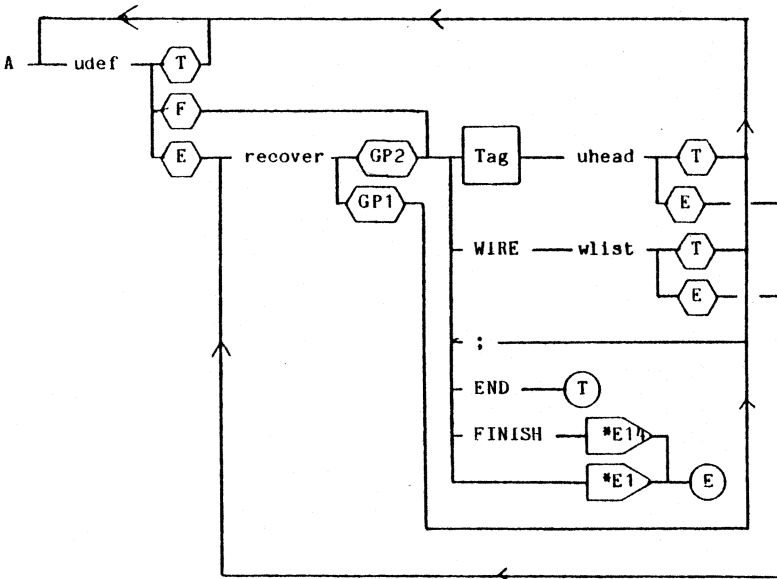 A udef T
F
E recover GP2 Tag uhead T
GP1 E
WIRE wlist T
E
;
END T
FINISH *E14
*E1 E